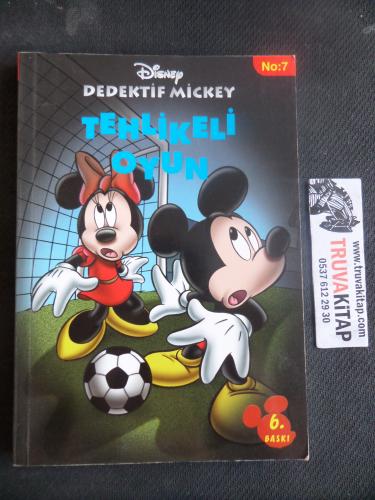 Disney
No:7
DEDEKTİF MİCKEY
TEHLİKELİ
OYUN
6.
BASKI
www.truvakitap.com
TRUVAKİTAP
0537 612 29 30